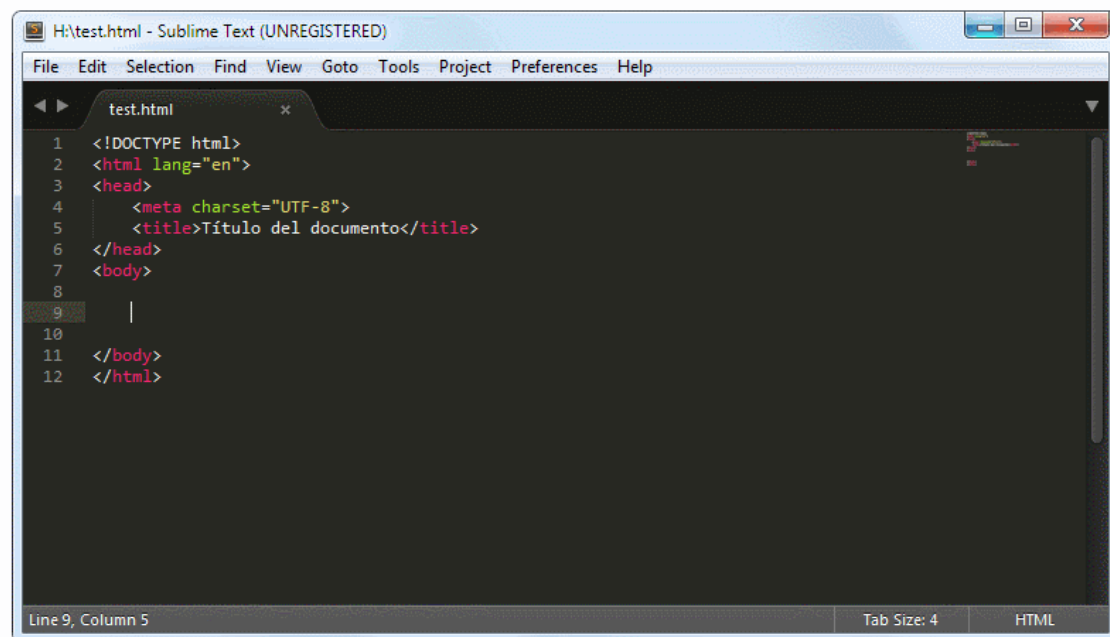 H:\test.html - Sublime Text (UNREGISTERED)
File Edit Selection Find View Goto Tools Project Preferences Help
test.html
1 <!DOCTYPE html>
2 <html lang="en">
3 <head>
4 <meta charset="UTF-8">
5 <title>Título del documento</title>
6 </head>
7 <body>
8
9
10
11 </body>
12 </html>
Line 9, Column 5 Tab Size: 4 HTML